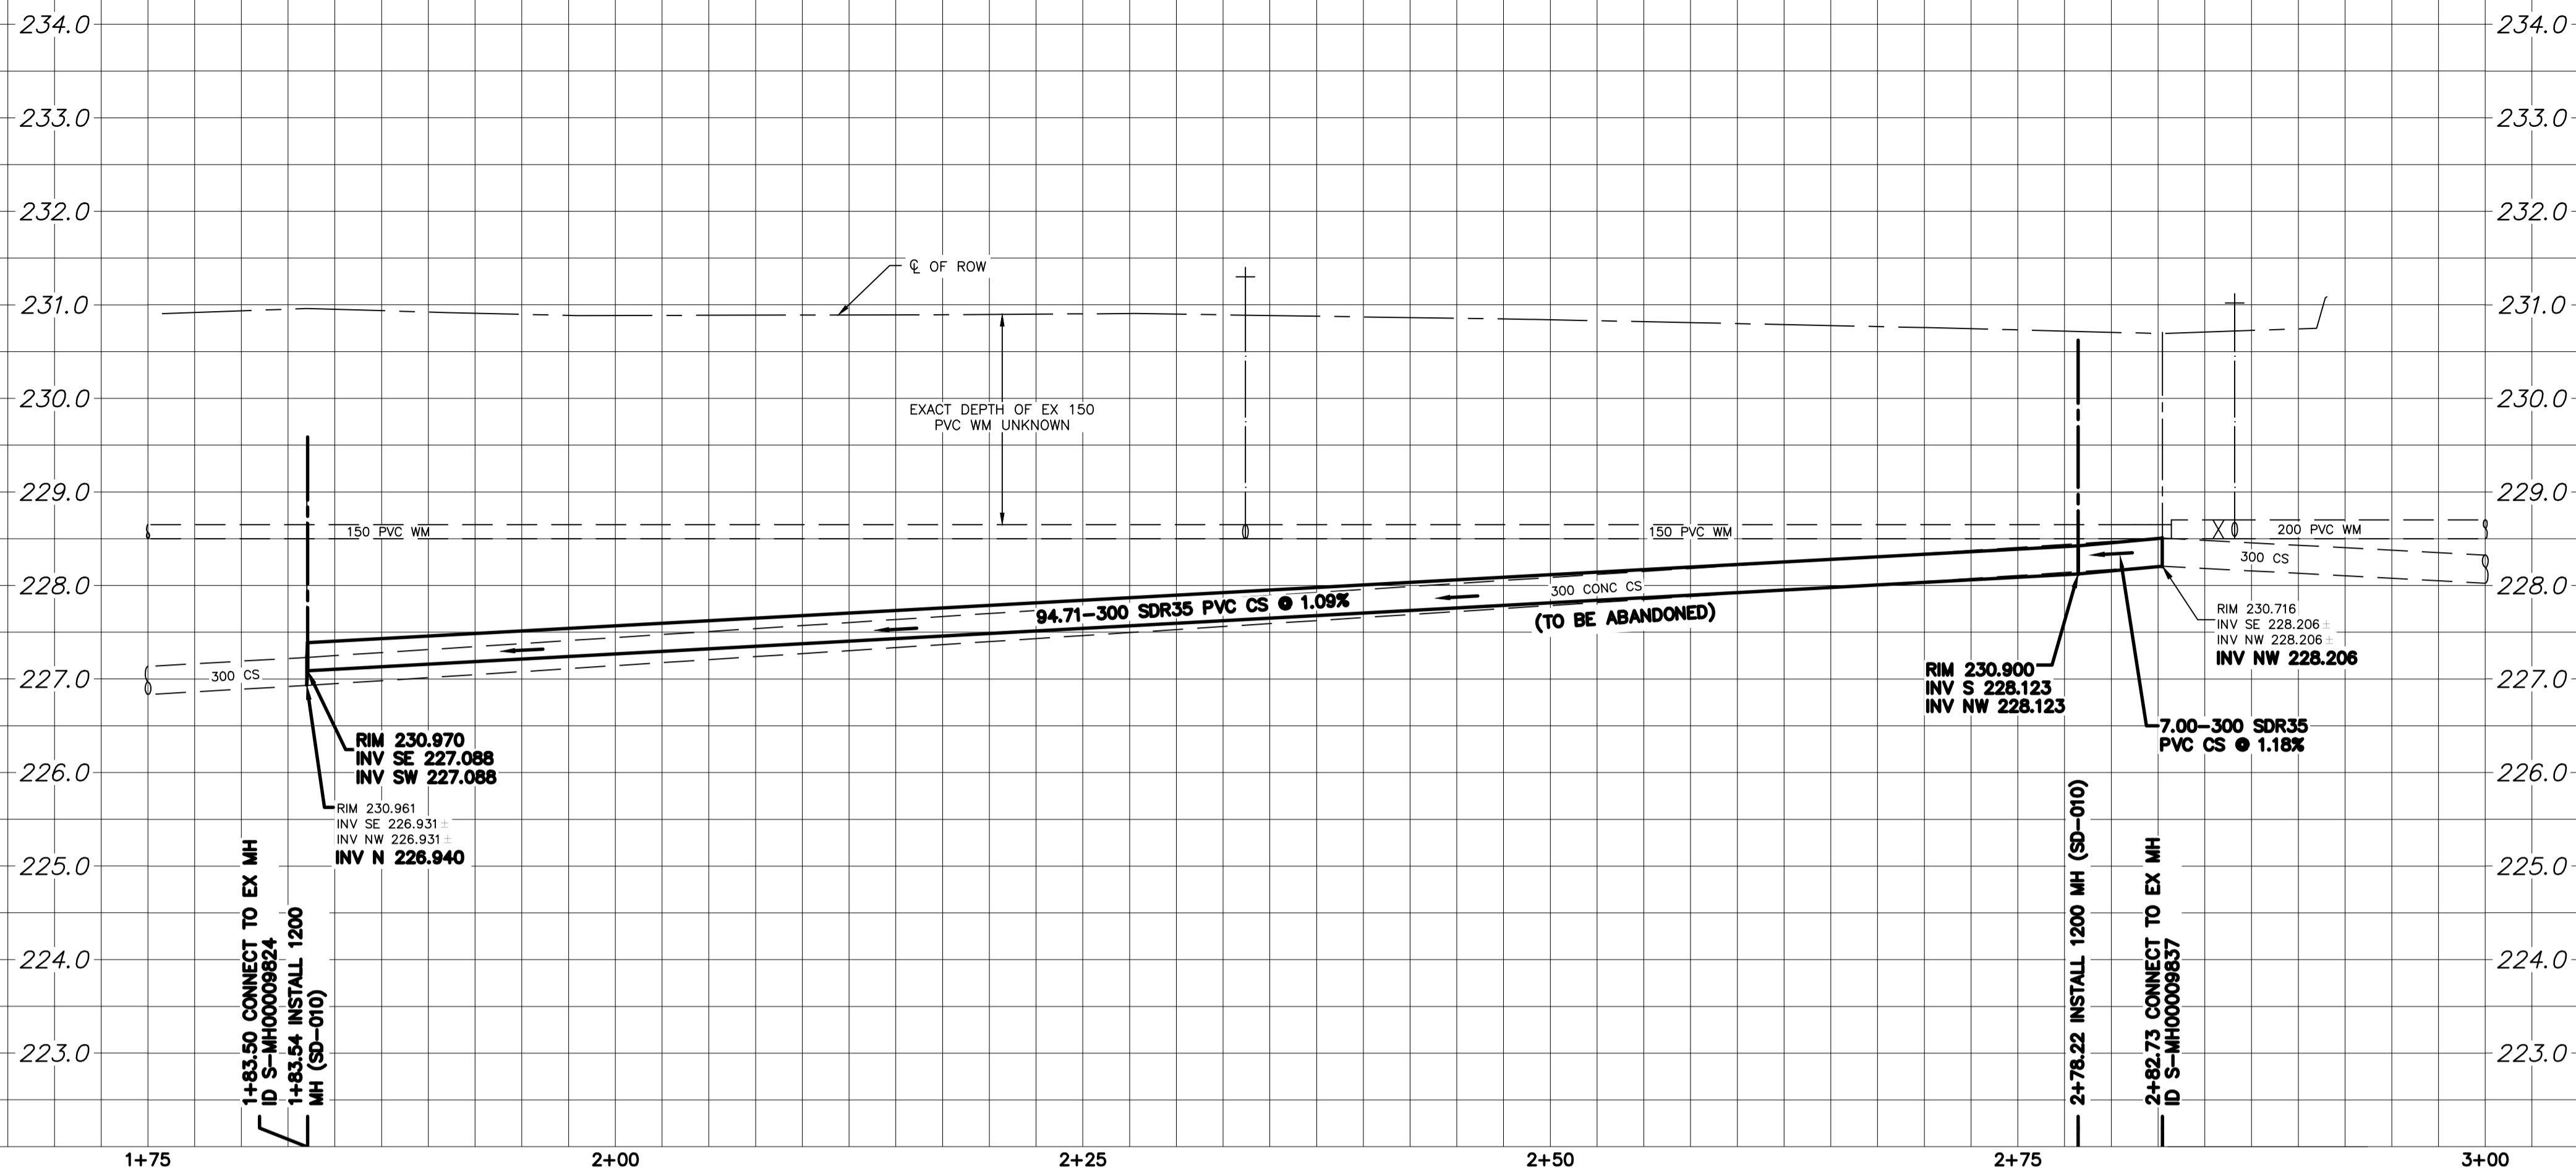 234.0
234.0
233.0
233.0
232.0
232.0
℄ OF ROW
231.0
231.0
230.0
230.0
EXACT DEPTH OF EX 150
PVC WM UNKNOWN
229.0
229.0
150 PVC WM
150 PVC WM
200 PVC WM
300 CS
228.0
228.0
300 CONC CS
(TO BE ABANDONED)
94.71-300 SDR35 PVC CS @ 1.09%
RIM 230.716
INV SE 228.206±
INV NW 228.206±
INV NW 228.206
227.0
227.0
300 CS
RIM 230.900
INV S 228.123
INV NW 228.123
7.00-300 SDR35
PVC CS @ 1.18%
RIM 230.970
INV SE 227.088
INV SW 227.088
226.0
226.0
RIM 230.961
INV SE 226.931±
INV NW 226.931±
INV N 226.940
225.0
225.0
224.0
224.0
223.0
223.0
1+83.50 CONNECT TO EX MH
ID S-MH00009824
1+83.54 INSTALL 1200
MH (SD-010)
2+78.22 INSTALL 1200 MH (SD-010)
2+82.73 CONNECT TO EX MH
ID S-MH00009837
1+75
2+00
2+25
2+50
2+75
3+00